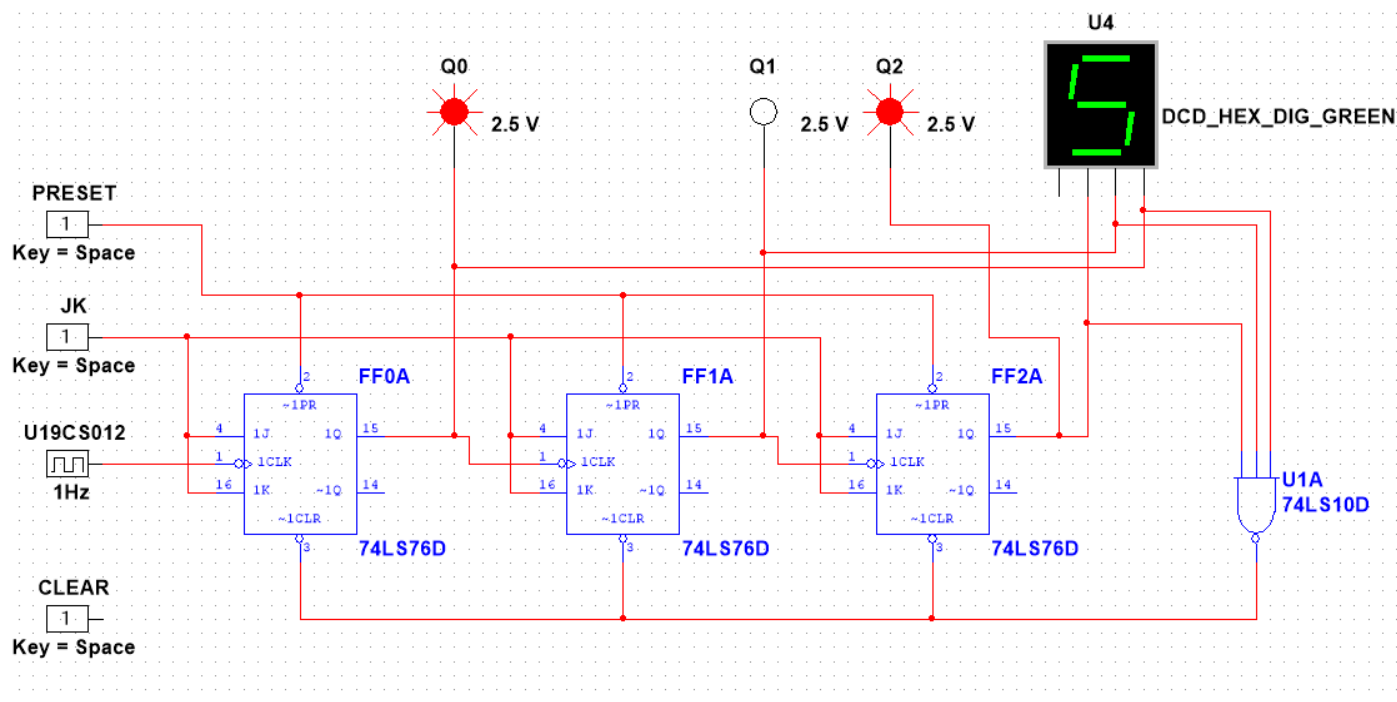 U4
Q0
Q1
Q2
2.5 V
2.5 V
2.5 V
DCD_HEX_DIG_GREEN
5
PRESET
1
Key = Space
JK
1
Key = Space
U19CS012
1Hz
CLEAR
1
Key = Space
FF0A
2
~1PR
4
1J
1Q
15
1
1CLK
16
1K
~1Q
14
~1CLR
3
74LS76D
FF1A
2
~1PR
4
1J
1Q
15
1
1CLK
16
1K
~1Q
14
~1CLR
3
74LS76D
FF2A
2
~1PR
4
1J
1Q
15
1
1CLK
16
1K
~1Q
14
~1CLR
3
74LS76D
U1A
74LS10D